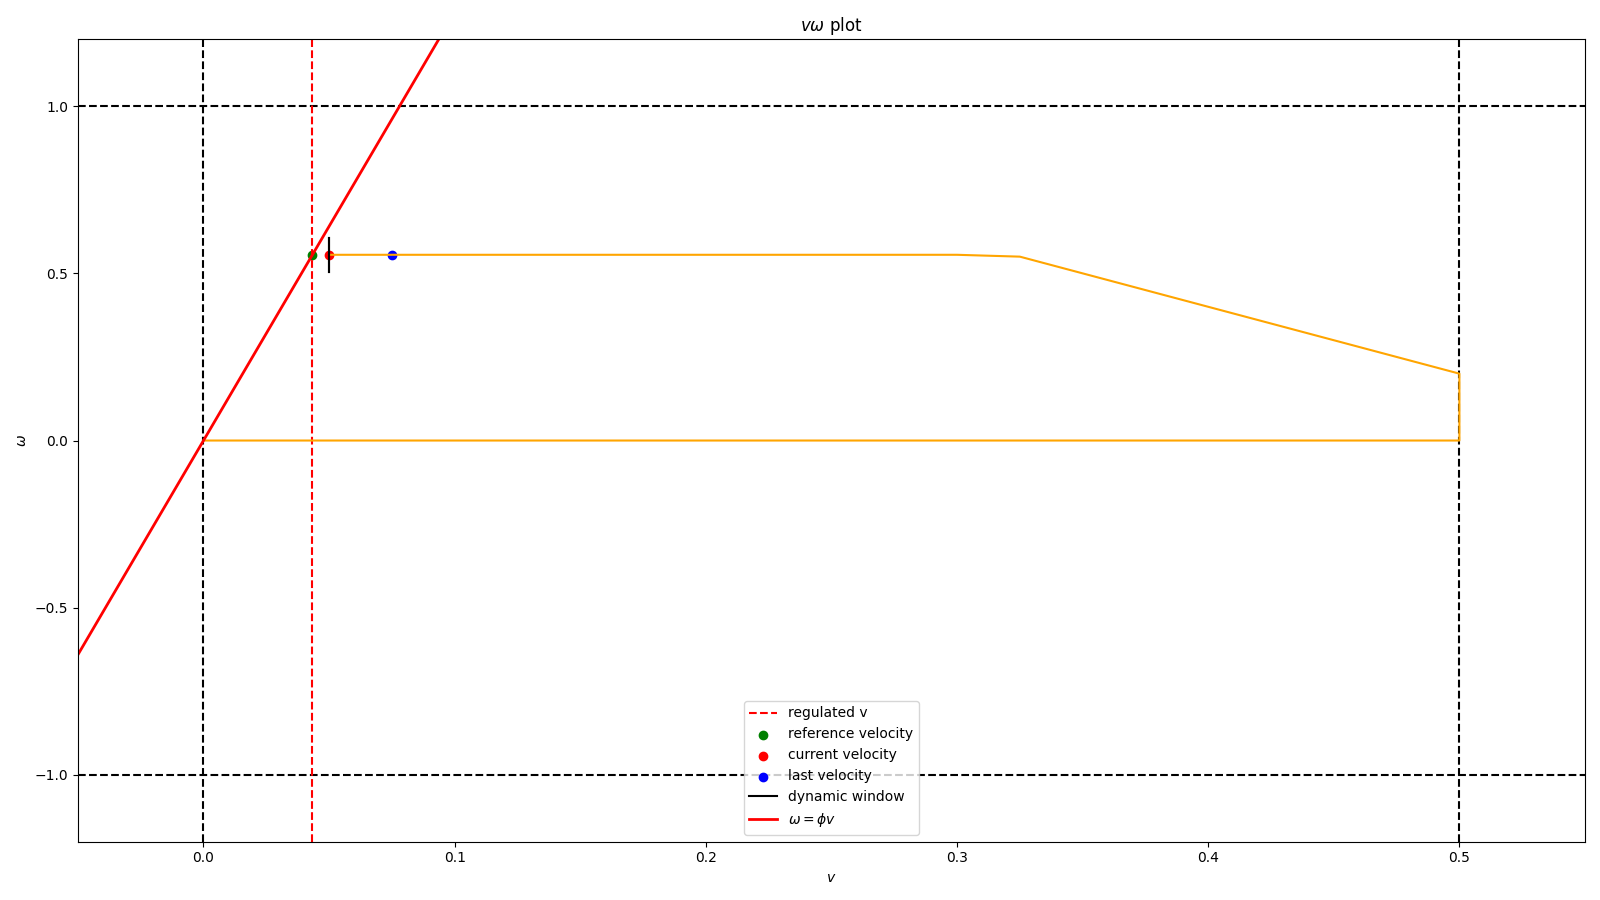 vω plot
1.0
0.5
0.0
−0.5
−1.0
ω
regulated v
reference velocity
current velocity
last velocity
dynamic window
ω = ϕv
0.0 0.1 0.2 0.3 0.4 0.5
v